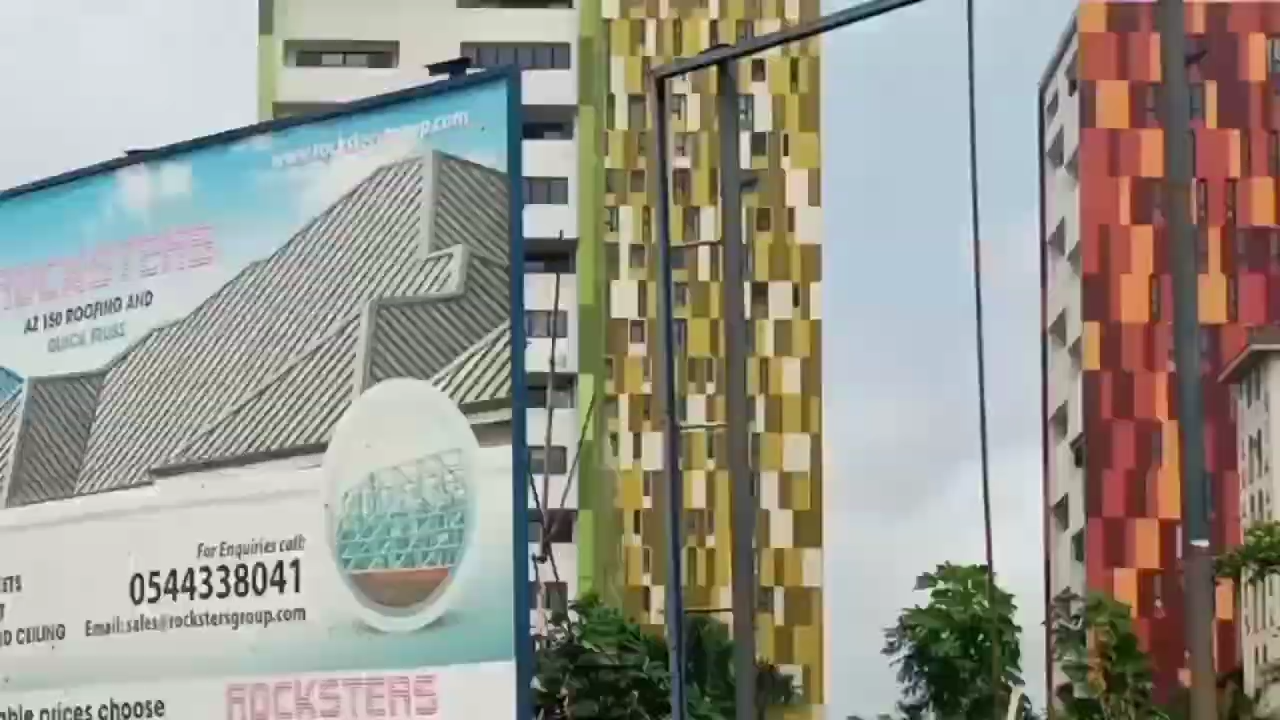 www.rockstersgroup.com
ROCKSTERS
AZ 150 ROOFING AND
QUICK TRUSS
For Enquiries call:
0544338041
Email:sales@rockstersgroup.com
ETS
T
D CEILING
able prices choose
ROCKSTERS